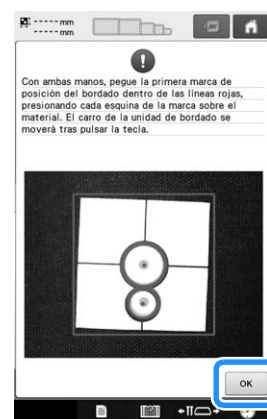 ----- mm
----- mm
Con ambas manos, pegue la primera marca de
posición del bordado dentro de las líneas rojas,
presionando cada esquina de la marca sobre el
material. El carro de la unidad de bordado se
moverá tras pulsar la tecla.
OK